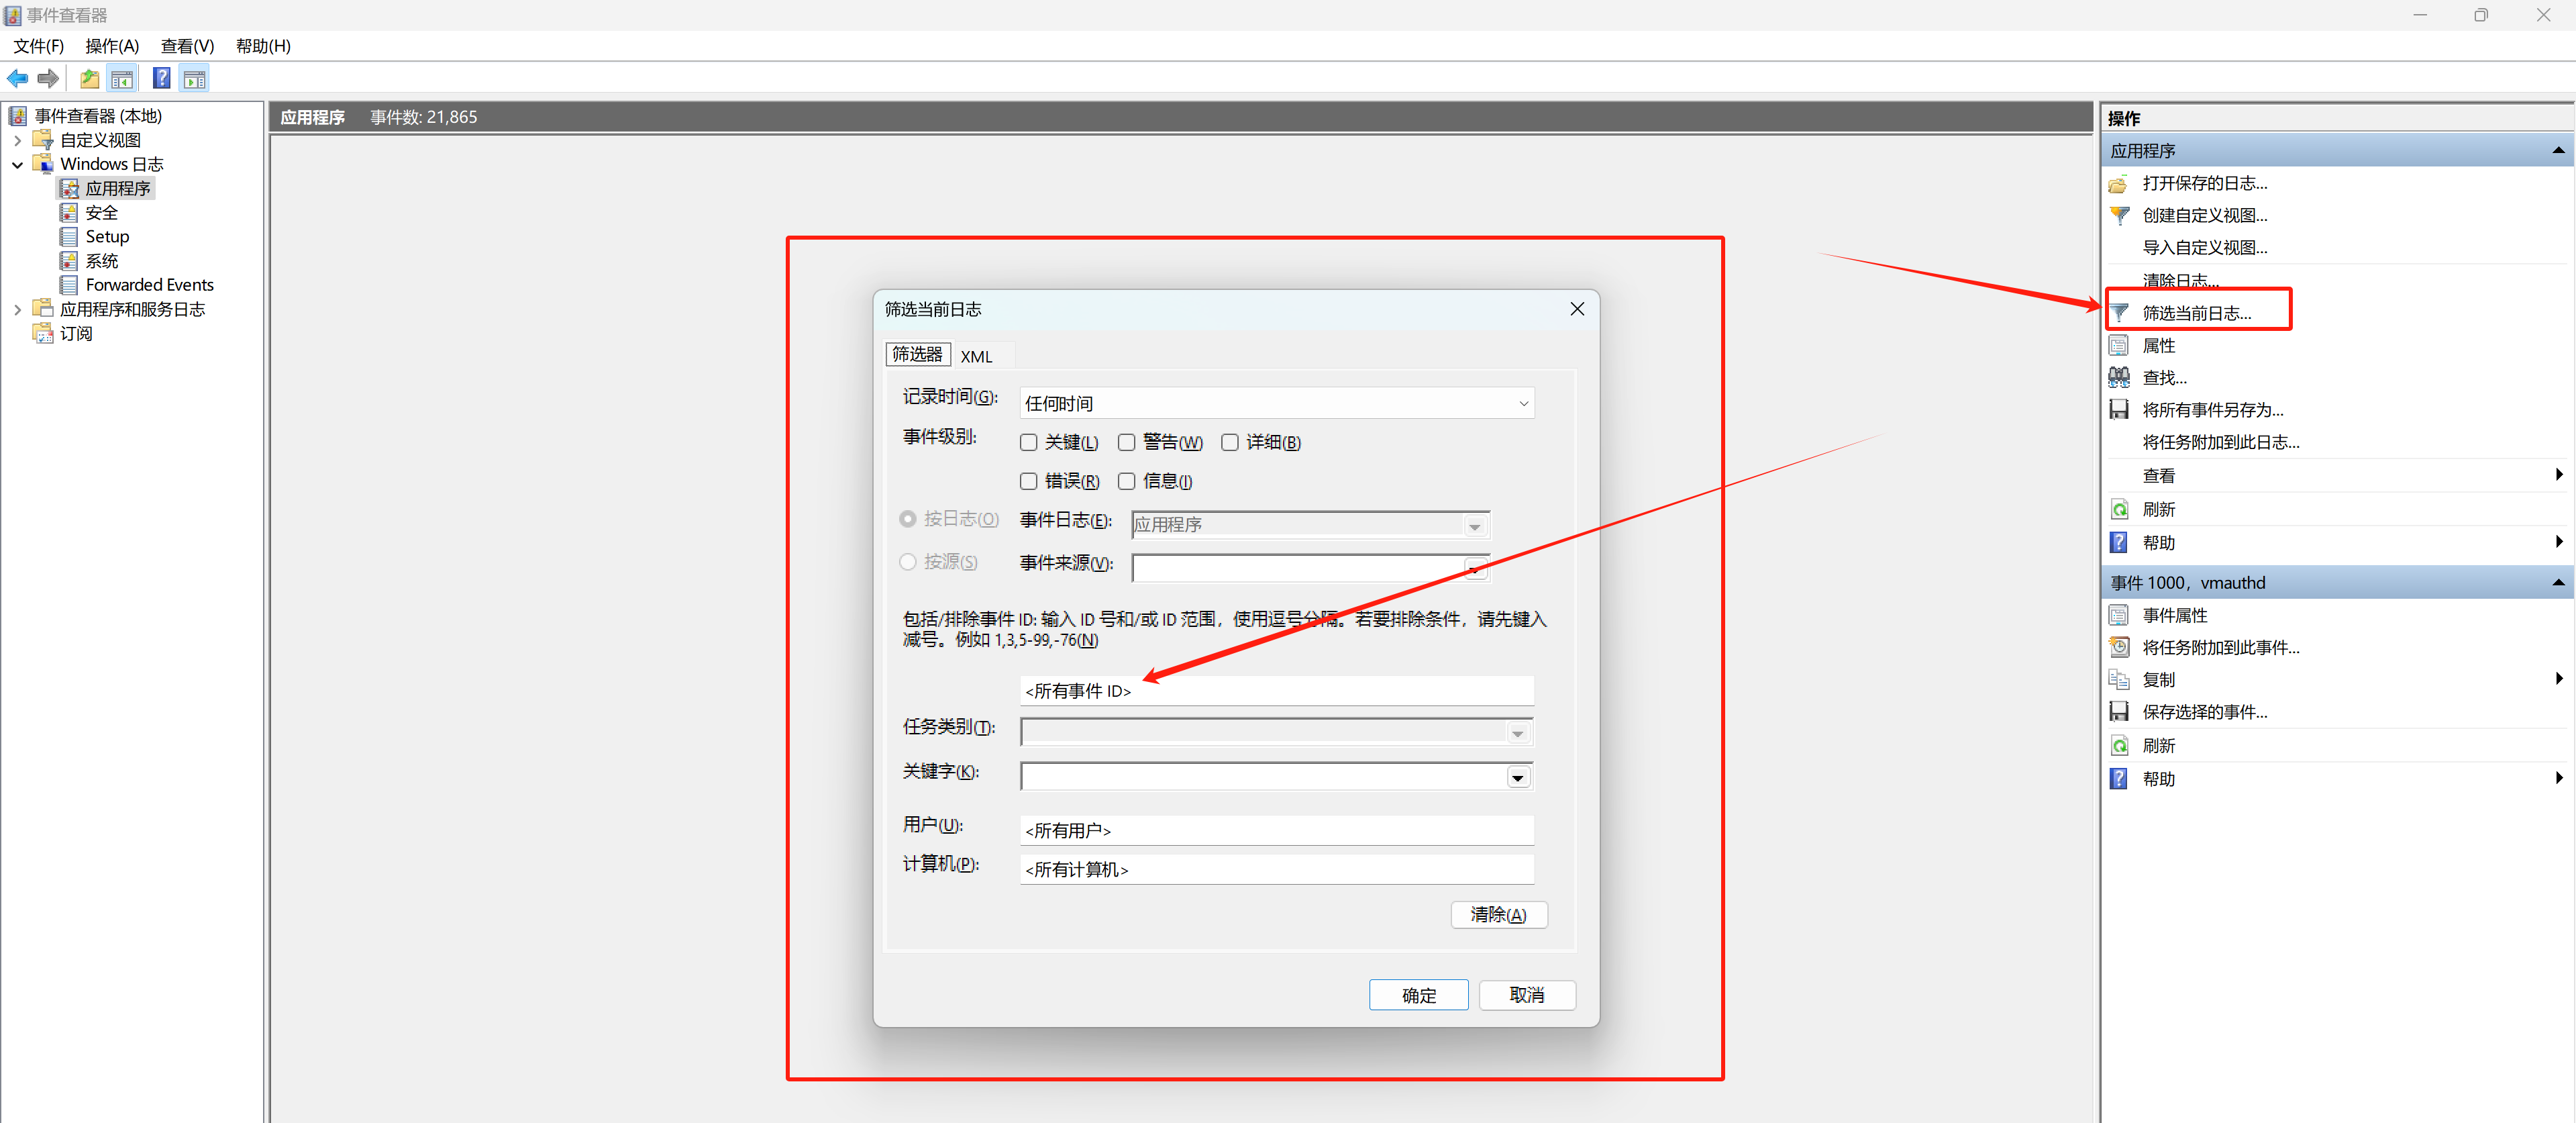 事件查看器
文件(F) 操作(A) 查看(V) 帮助(H)
事件查看器 (本地)
自定义视图
Windows 日志
应用程序
安全
Setup
系统
Forwarded Events
应用程序和服务日志
订阅
应用程序 事件数: 21,865
筛选当前日志
筛选器 XML
记录时间(G): 任何时间
事件级别: 关键(L) 警告(W) 详细(B)
错误(R) 信息(I)
按日志(O) 事件日志(E): 应用程序
按源(S) 事件来源(V):
包括/排除事件 ID: 输入 ID 号和/或 ID 范围，使用逗号分隔。若要排除条件，请先键入
减号。例如 1,3,5-99,-76(N)
<所有事件 ID>
任务类别(T):
关键字(K):
用户(U): <所有用户>
计算机(P): <所有计算机>
清除(A)
确定 取消
操作
应用程序
打开保存的日志...
创建自定义视图...
导入自定义视图...
清除日志...
筛选当前日志...
属性
查找...
将所有事件另存为...
将任务附加到此日志...
查看
刷新
帮助
事件 1000，vmauthd
事件属性
将任务附加到此事件...
复制
保存选择的事件...
刷新
帮助